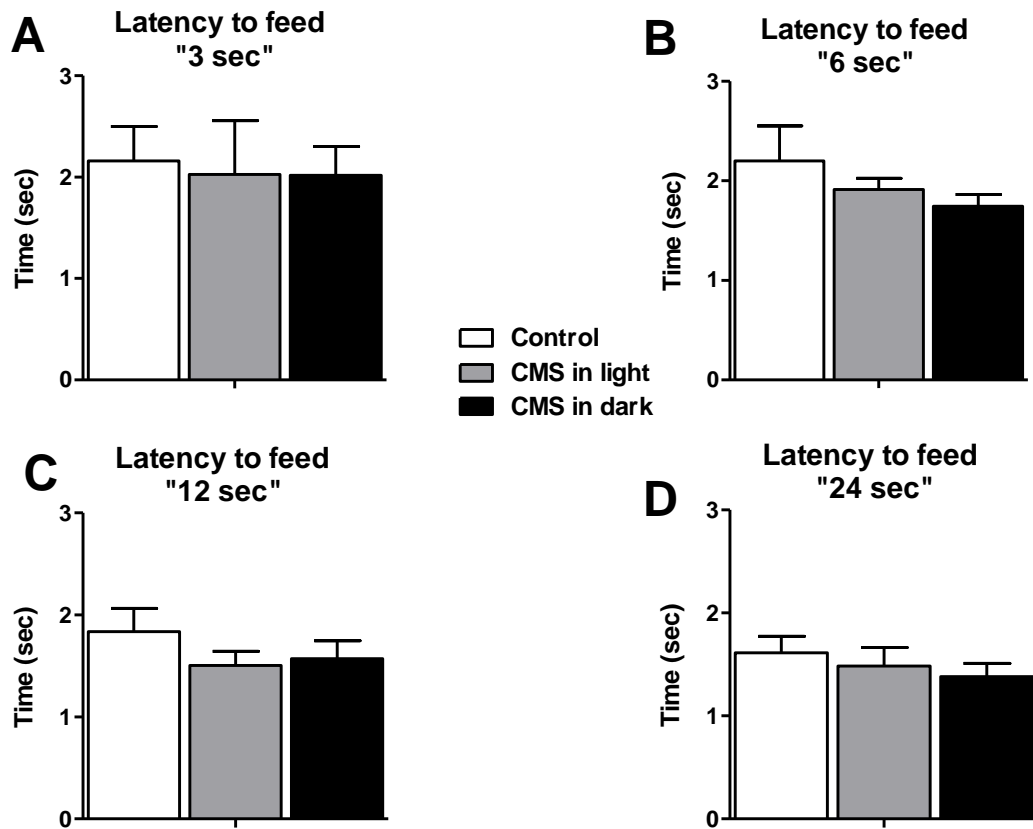 A
Latency to feed
"3 sec"
3
2
1
0
Time (sec)
B
Latency to feed
"6 sec"
3
2
1
0
Time (sec)
Control
CMS in light
CMS in dark
C
Latency to feed
"12 sec"
3
2
1
0
Time (sec)
D
Latency to feed
"24 sec"
3
2
1
0
Time (sec)